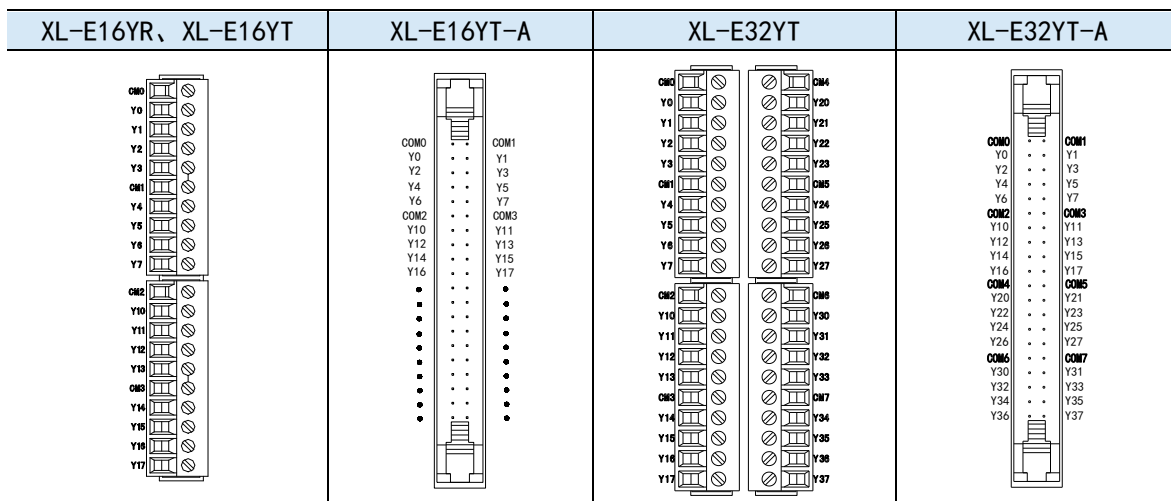 XL-E16YR、XL-E16YT
XL-E16YT-A
XL-E32YT
XL-E32YT-A
CM0
Y0
Y1
Y2
Y3
CM1
Y4
Y5
Y6
Y7
CM2
Y10
Y11
Y12
Y13
CM3
Y14
Y15
Y16
Y17
COM0 COM1
Y0 Y1
Y2 Y3
Y4 Y5
Y6 Y7
COM2 COM3
Y10 Y11
Y12 Y13
Y14 Y15
Y16 Y17
CM0 CM4
Y0 Y20
Y1 Y21
Y2 Y22
Y3 Y23
CM1 CM5
Y4 Y24
Y5 Y25
Y6 Y26
Y7 Y27
CM2 CM6
Y10 Y30
Y11 Y31
Y12 Y32
Y13 Y33
CM3 CM7
Y14 Y34
Y15 Y35
Y16 Y36
Y17 Y37
COM0 COM1
Y0 Y1
Y2 Y3
Y4 Y5
Y6 Y7
COM2 COM3
Y10 Y11
Y12 Y13
Y14 Y15
Y16 Y17
COM4 COM5
Y20 Y21
Y22 Y23
Y24 Y25
Y26 Y27
COM6 COM7
Y30 Y31
Y32 Y33
Y34 Y35
Y36 Y37